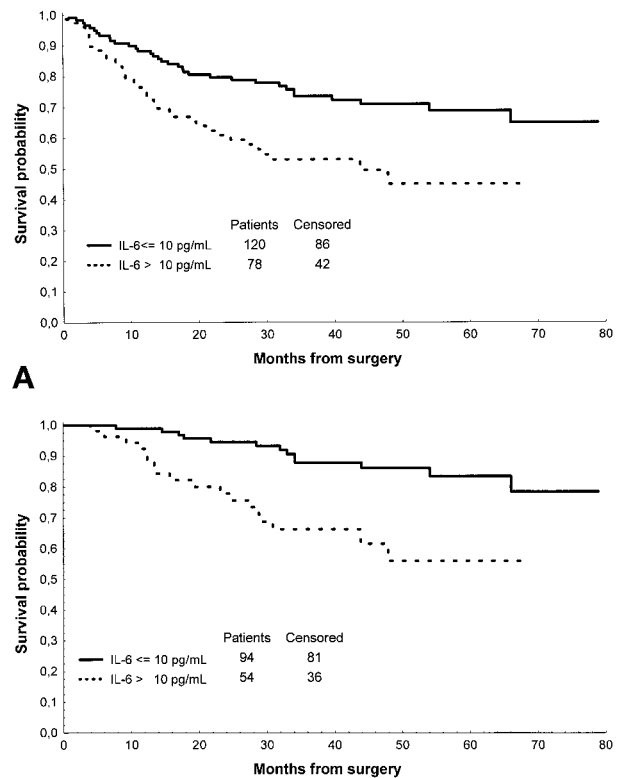 1,0
0,9
0,8
0,7
0,6
0,5
0,4
0,3
0,2
0,1
0,0
Survival probability
Patients Censored
IL-6<= 10 pg/mL 120 86
IL-6 > 10 pg/mL 78 42
0 10 20 30 40 50 60 70 80
Months from surgery
A
1,0
0,9
0,8
0,7
0,6
0,5
0,4
0,3
0,2
0,1
0,0
Survival probability
Patients Censored
IL-6 <= 10 pg/mL 94 81
IL-6 > 10 pg/mL 54 36
0 10 20 30 40 50 60 70 80
Months from surgery